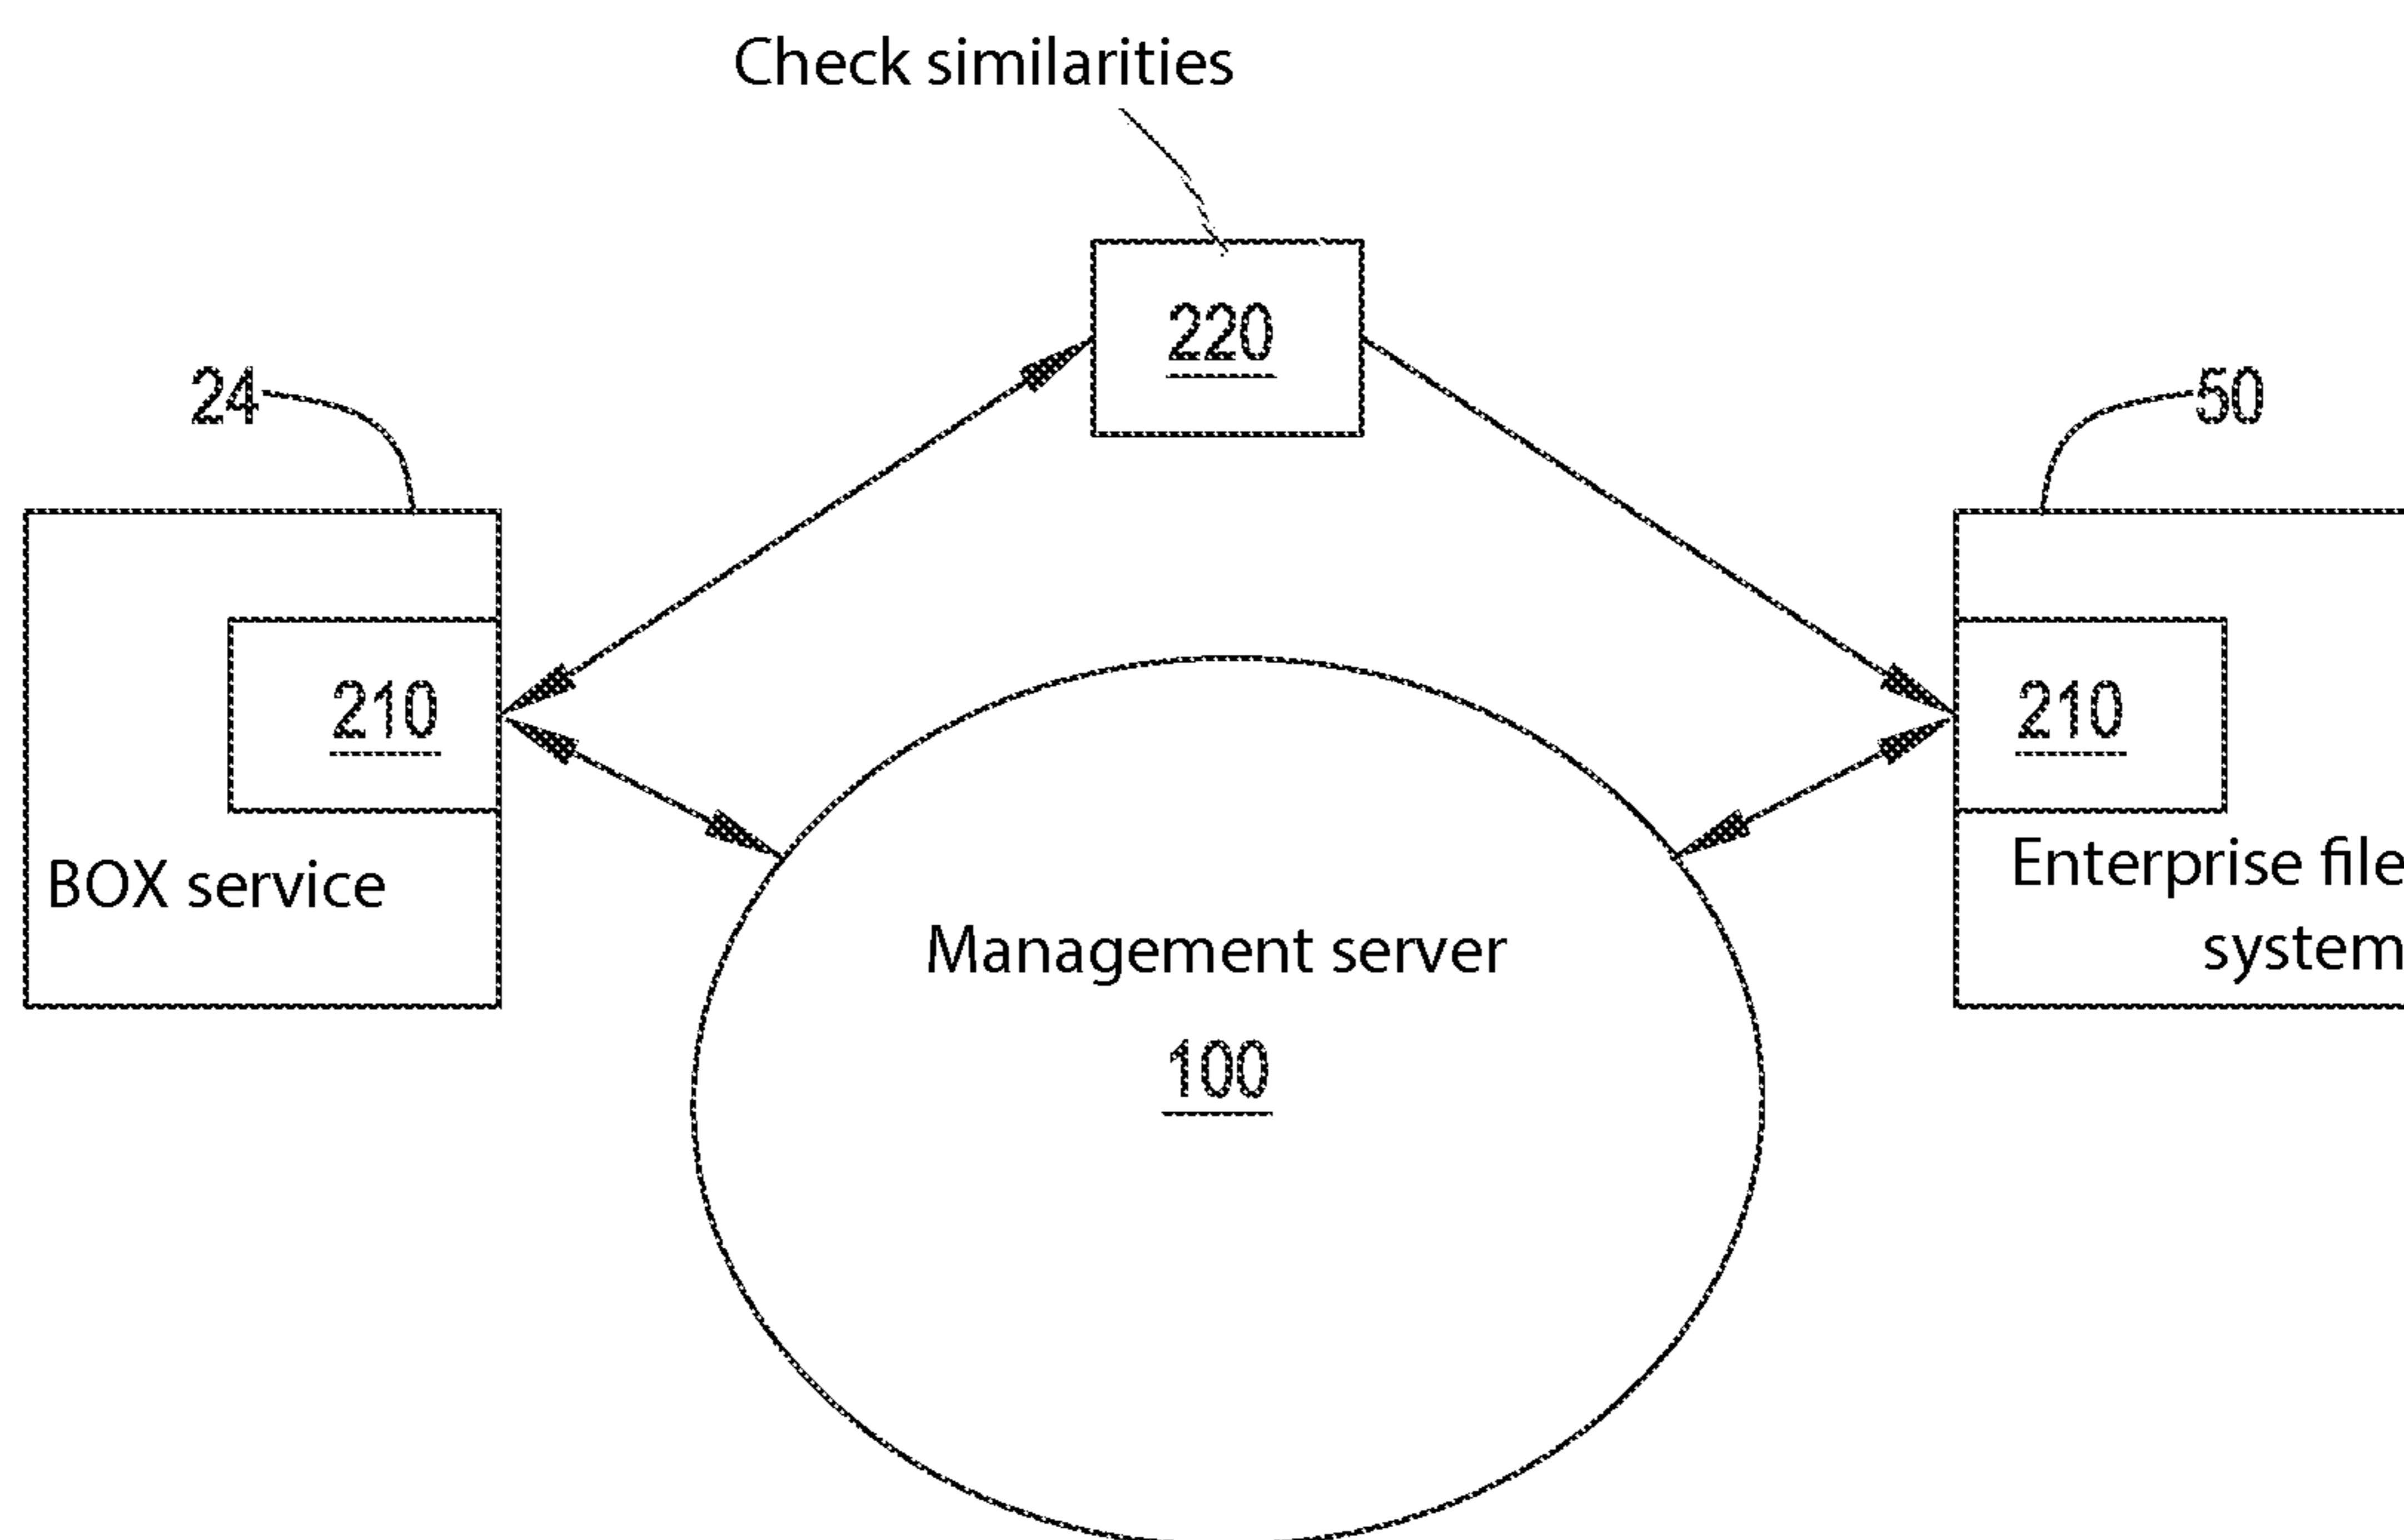 Check similarities
220
24
50
210
210
BOX service
Enterprise file
system
Management server
100